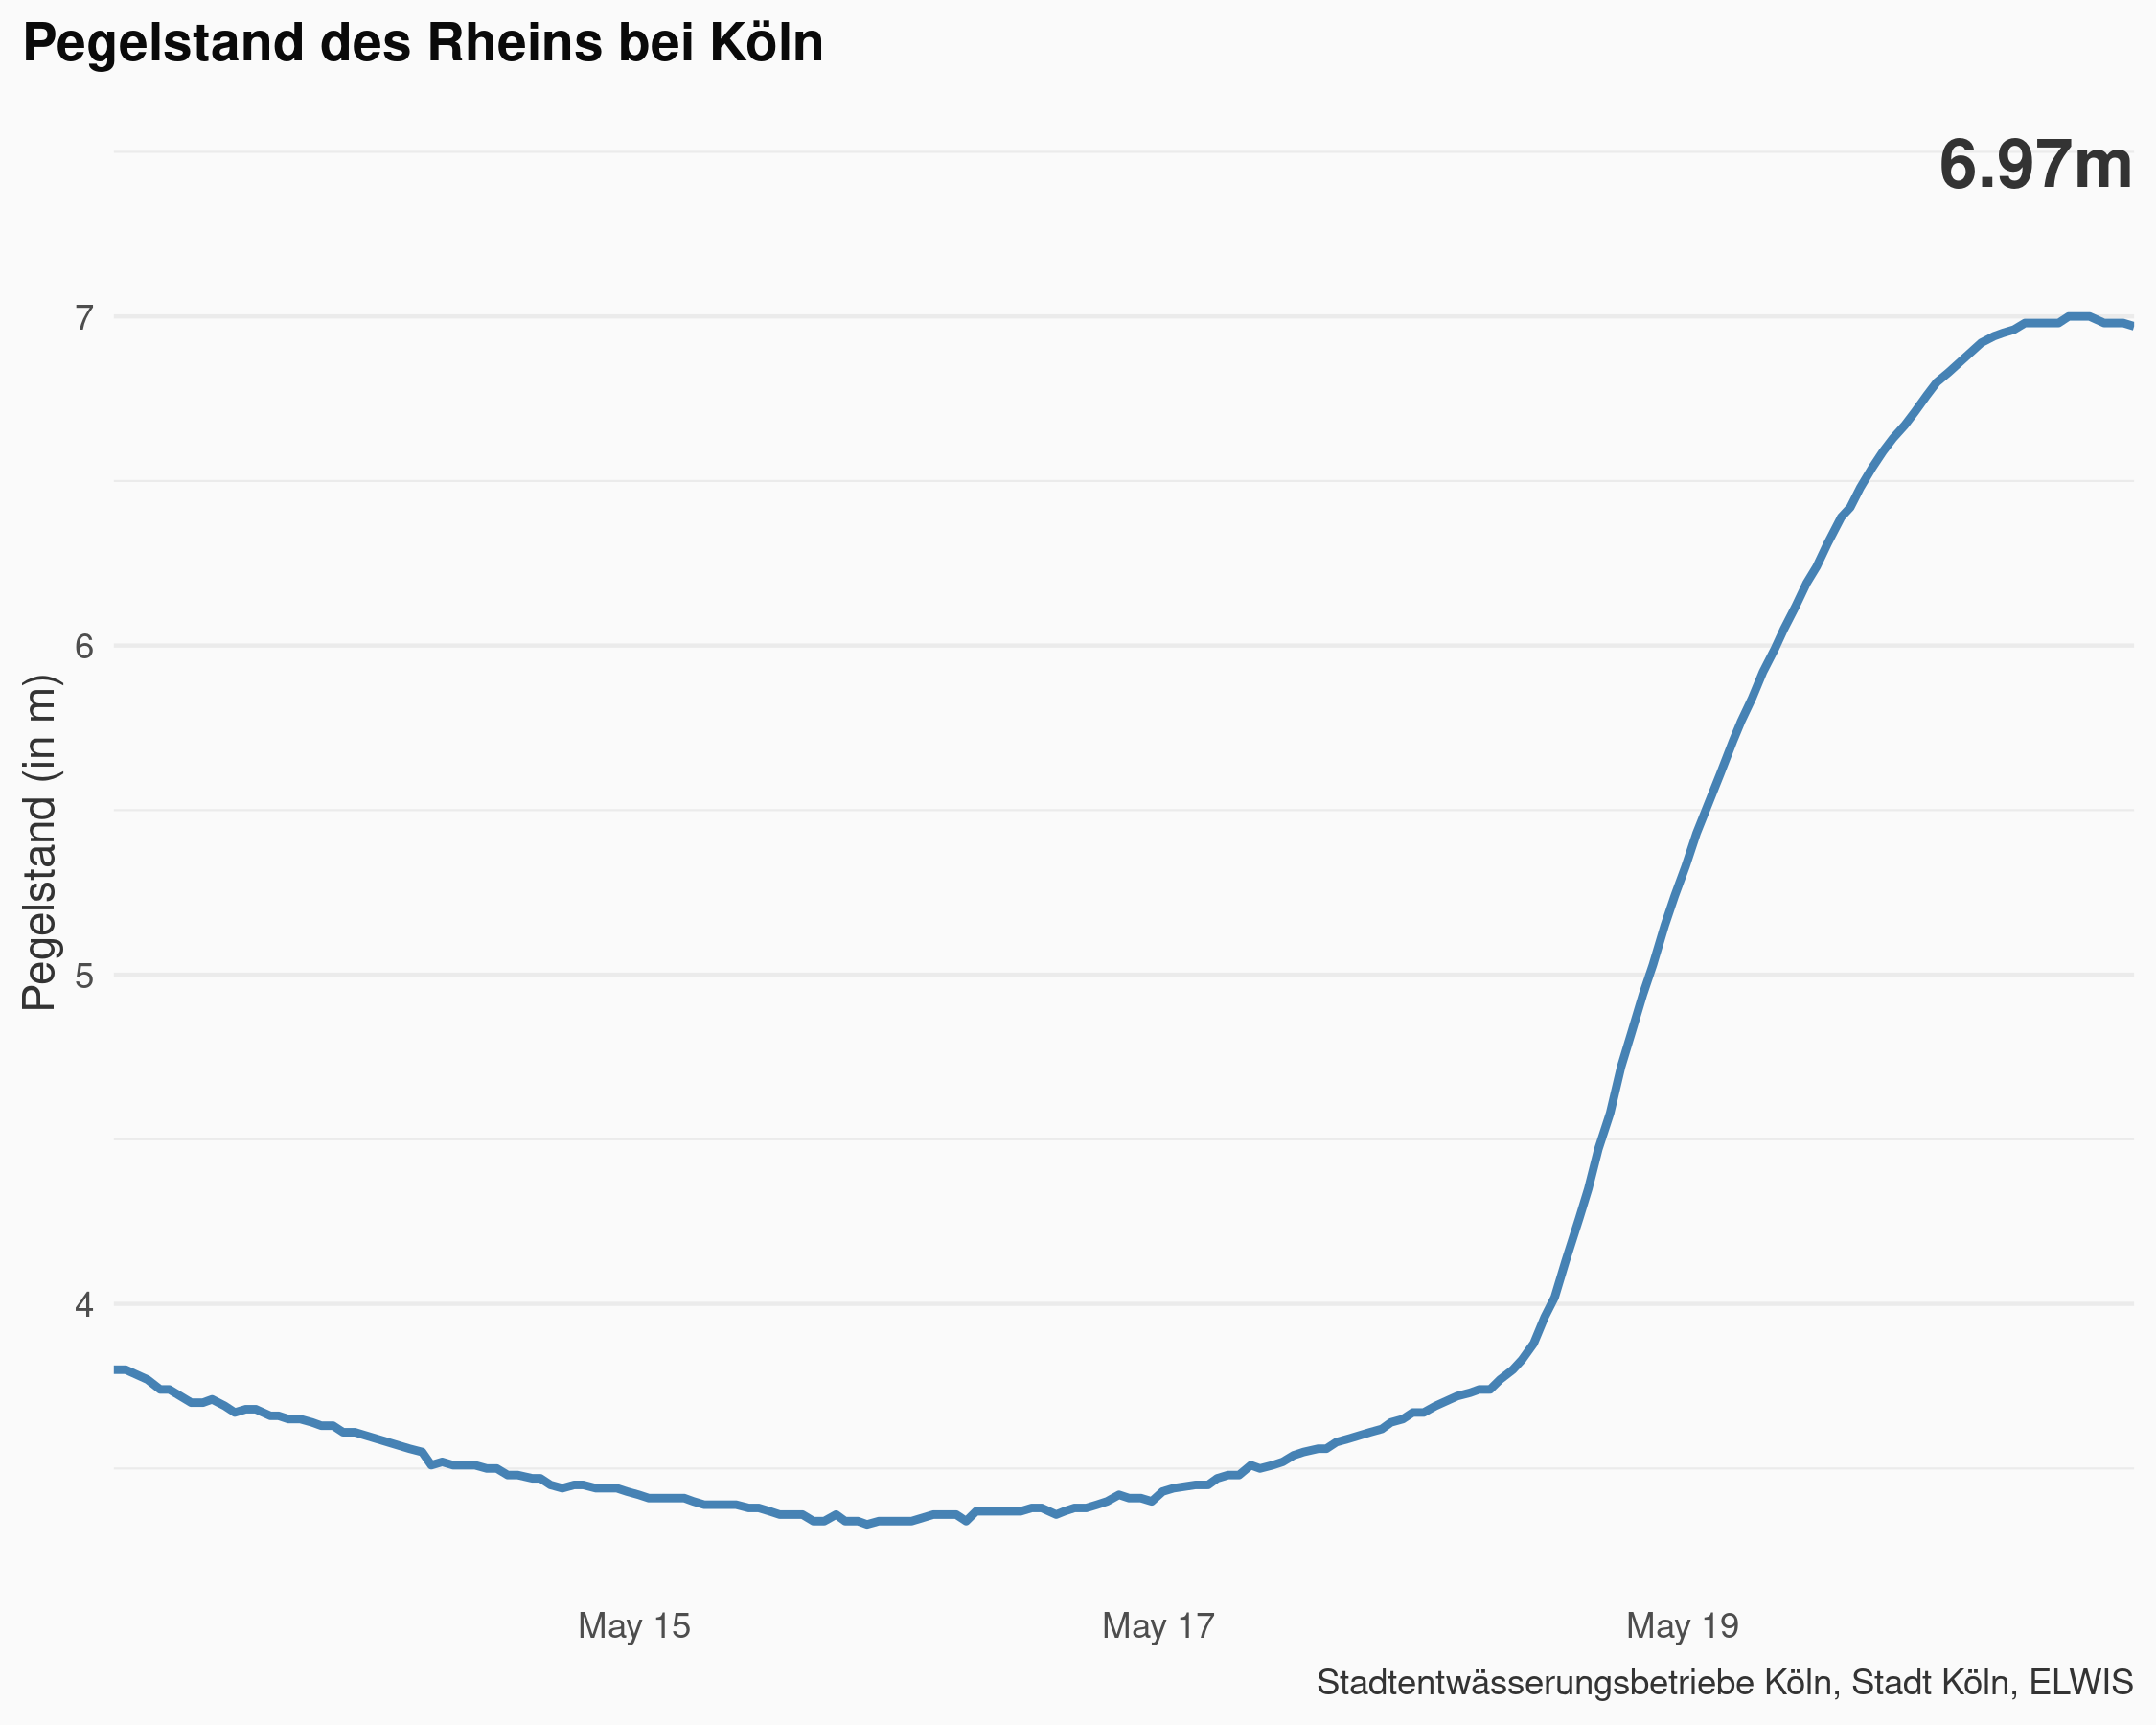 Pegelstand des Rheins bei Köln
6.97m
7
6
5
4
Pegelstand (in m)
May 15
May 17
May 19
Stadtentwässerungsbetriebe Köln, Stadt Köln, ELWIS